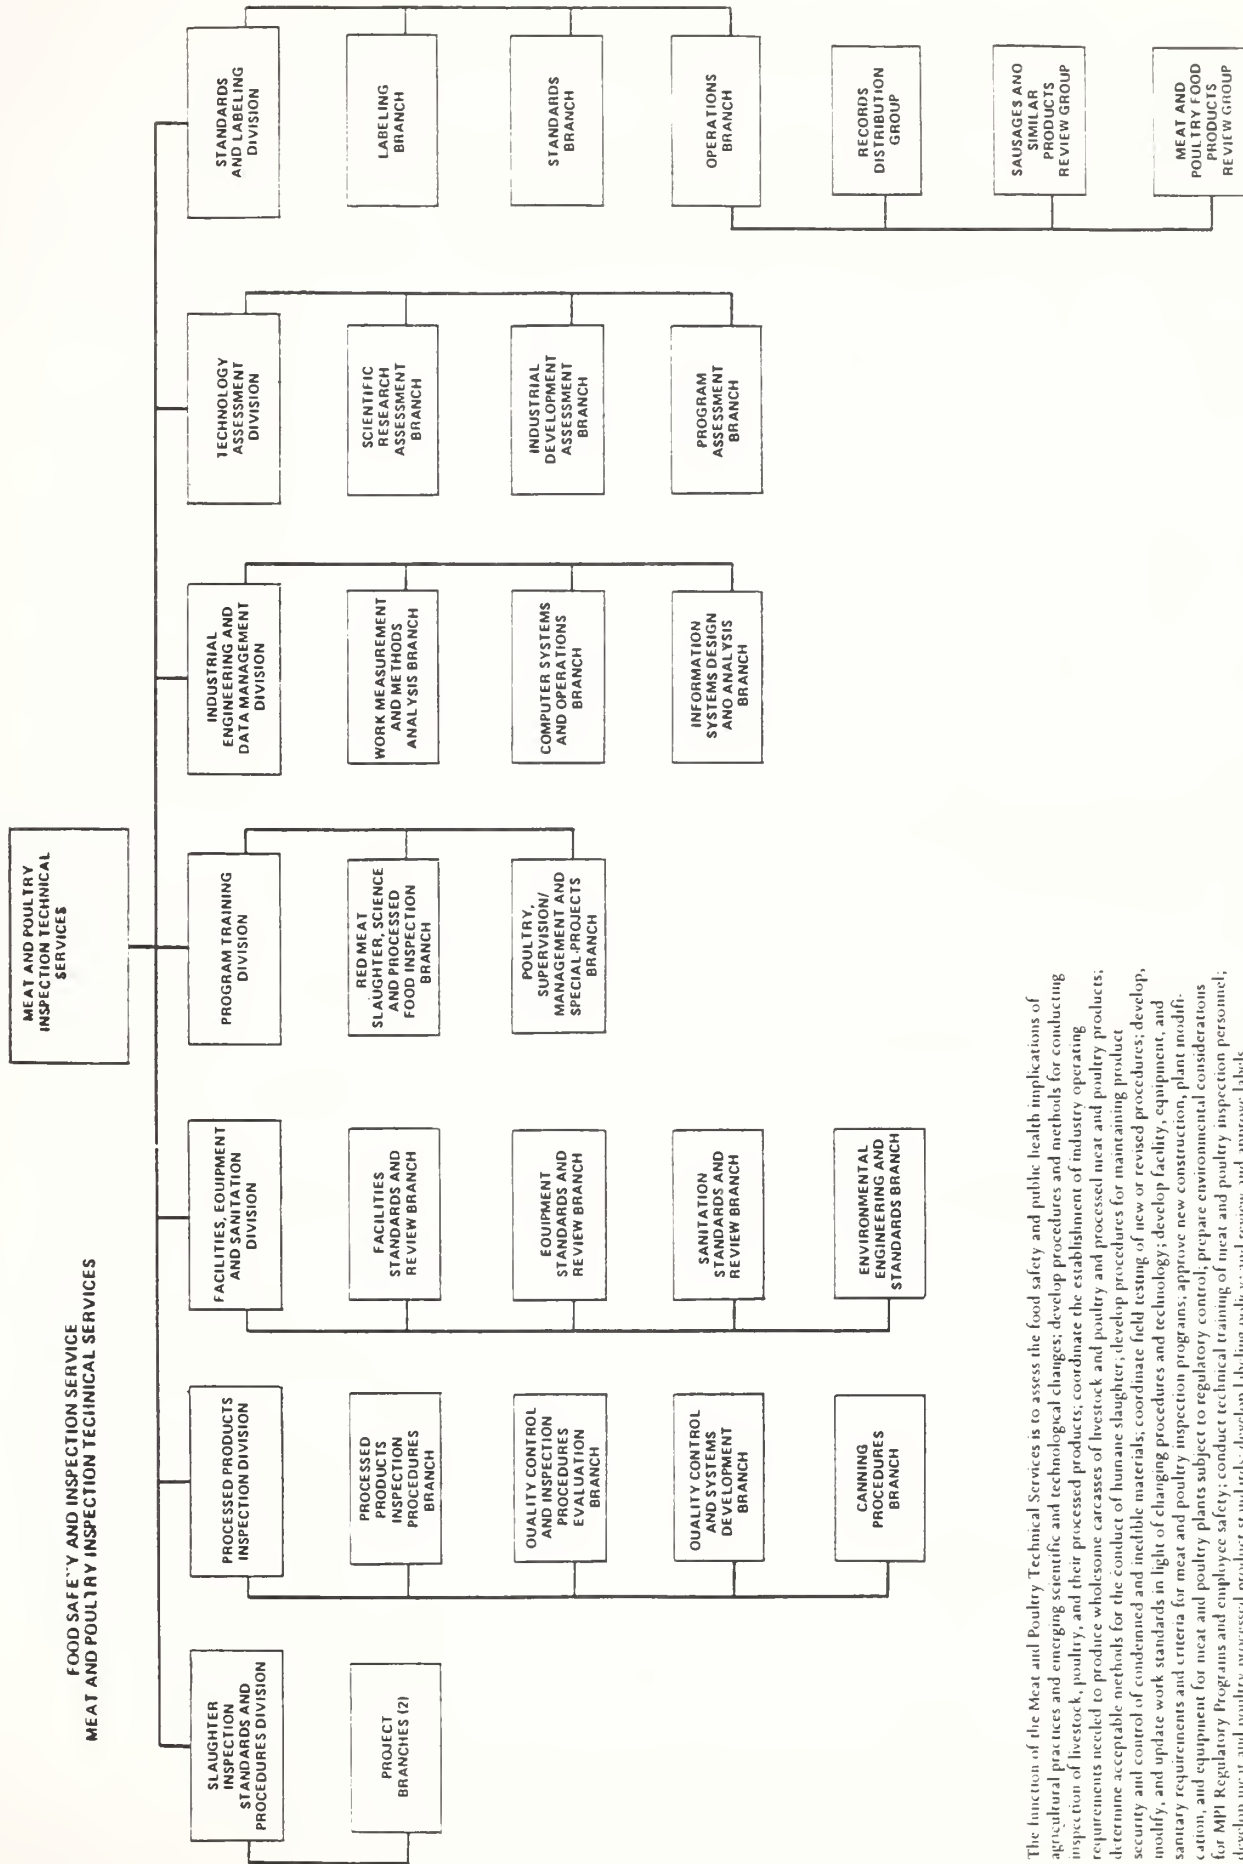 FOOD SAFETY AND INSPECTION SERVICE
MEAT AND POULTRY INSPECTION TECHNICAL SERVICES
MEAT AND POULTRY
INSPECTION TECHNICAL
SERVICES
SLAUGHTER
INSPECTION
STANDARDS AND
PROCEDURES DIVISION
PROJECT
BRANCHES (2)
PROCESSED PRODUCTS
INSPECTION DIVISION
PROCESSED
PRODUCTS
INSPECTION
PROCEDURES
BRANCH
QUALITY CONTROL
AND INSPECTION
PROCEDURES
EVALUATION
BRANCH
QUALITY CONTROL
AND SYSTEMS
DEVELOPMENT
BRANCH
CANNING
PROCEDURES
BRANCH
FACILITIES, EQUIPMENT
AND SANITATION
DIVISION
FACILITIES
STANDARDS AND
REVIEW BRANCH
EQUIPMENT
STANDARDS AND
REVIEW BRANCH
SANITATION
STANDARDS AND
REVIEW BRANCH
ENVIRONMENTAL
ENGINEERING AND
STANDARDS BRANCH
PROGRAM TRAINING
DIVISION
RED MEAT
SLAUGHTER, SCIENCE
AND PROCESSED
FOOD INSPECTION
BRANCH
POULTRY,
SUPERVISION/
MANAGEMENT AND
SPECIAL-PROJECTS
BRANCH
INDUSTRIAL
ENGINEERING AND
DATA MANAGEMENT
DIVISION
WORK MEASUREMENT
AND METHODS
ANALYSIS BRANCH
COMPUTER SYSTEMS
AND OPERATIONS
BRANCH
INFORMATION
SYSTEMS DESIGN
ANO ANALYSIS
BRANCH
TECHNOLOGY
ASSESSMENT
DIVISION
SCIENTIFIC
RESEARCH
ASSESSMENT
BRANCH
INDUSTRIAL
DEVELOPMENT
ASSESSMENT
BRANCH
PROGRAM
ASSESSMENT
BRANCH
STANDARDS
AND LABELING
DIVISION
LABELING
BRANCH
STANDARDS
BRANCH
OPERATIONS
BRANCH
RECORDS
DISTRIBUTION
GROUP
SAUSAGES ANO
SIMILAR
PRODUCTS
REVIEW GROUP
MEAT AND
POULTRY FOOD
PRODUCTS
REVIEW GROUP
The function of the Meat and Poultry Technical Services is to assess the food safety and public health implications of
agricultural practices and emerging scientific and technological changes; develop procedures and methods for conducting
inspection of livestock, poultry, and their processed products; coordinate the establishment of industry operating
requirements needed to produce wholesome carcasses of livestock and poultry and processed meat and poultry products;
determine acceptable methods for the conduct of humane slaughter; develop procedures for maintaining product
security and control of condemned and inedible materials; coordinate field testing of new or revised procedures; develop,
modify, and update work standards in light of changing procedures and technology; develop facility, equipment, and
sanitary requirements and criteria for meat and poultry inspection programs; approve new construction, plant modifi-
cation, and equipment for meat and poultry plants subject to regulatory control; prepare environmental considerations
for MPI Regulatory Programs and employee safety; conduct technical training of meat and poultry inspection personnel;
develop meat and poultry processed product standards; develop labeling policy; and review and approve labels